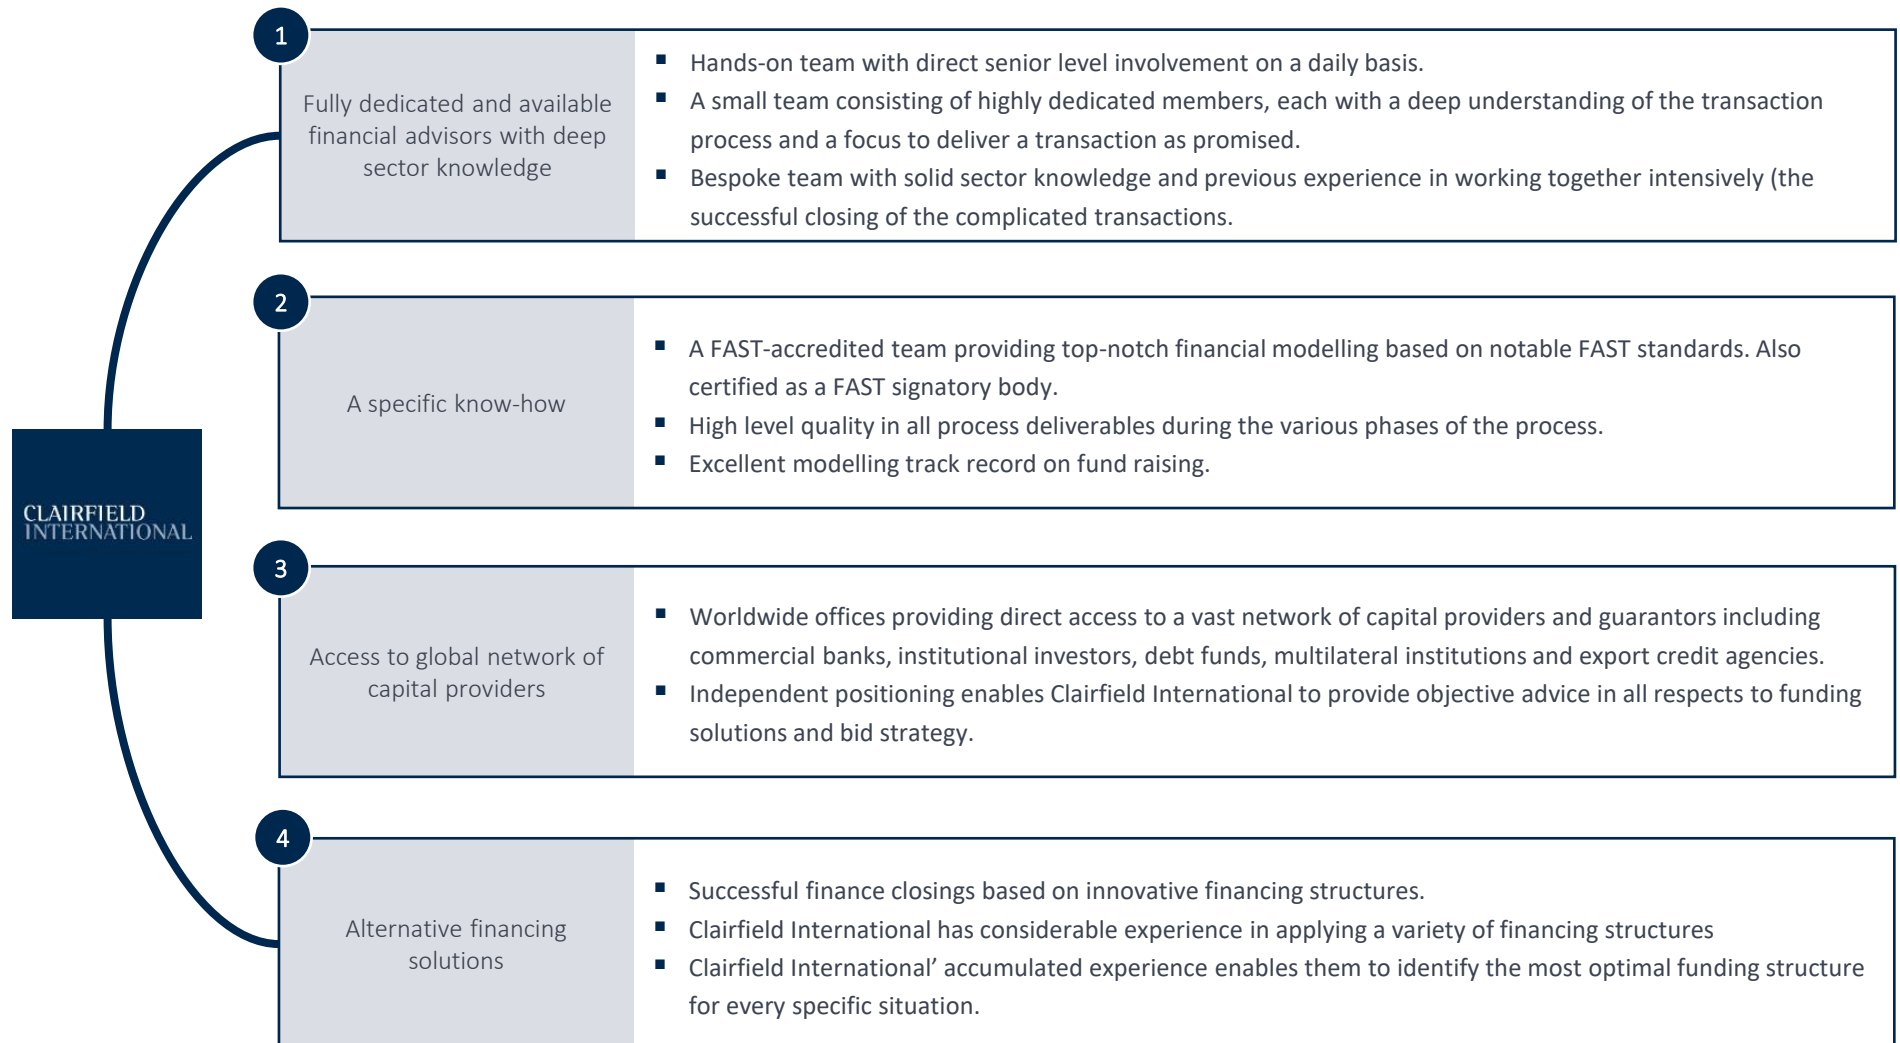 CLAIRFIELD
INTERNATIONAL
1
Fully dedicated and available
financial advisors with deep
sector knowledge
▪ Hands-on team with direct senior level involvement on a daily basis.
▪ A small team consisting of highly dedicated members, each with a deep understanding of the transaction
process and a focus to deliver a transaction as promised.
▪ Bespoke team with solid sector knowledge and previous experience in working together intensively (the
successful closing of the complicated transactions.
2
A specific know-how
▪ A FAST-accredited team providing top-notch financial modelling based on notable FAST standards. Also
certified as a FAST signatory body.
▪ High level quality in all process deliverables during the various phases of the process.
▪ Excellent modelling track record on fund raising.
3
Access to global network of
capital providers
▪ Worldwide offices providing direct access to a vast network of capital providers and guarantors including
commercial banks, institutional investors, debt funds, multilateral institutions and export credit agencies.
▪ Independent positioning enables Clairfield International to provide objective advice in all respects to funding
solutions and bid strategy.
4
Alternative financing
solutions
▪ Successful finance closings based on innovative financing structures.
▪ Clairfield International has considerable experience in applying a variety of financing structures
▪ Clairfield International’ accumulated experience enables them to identify the most optimal funding structure
for every specific situation.